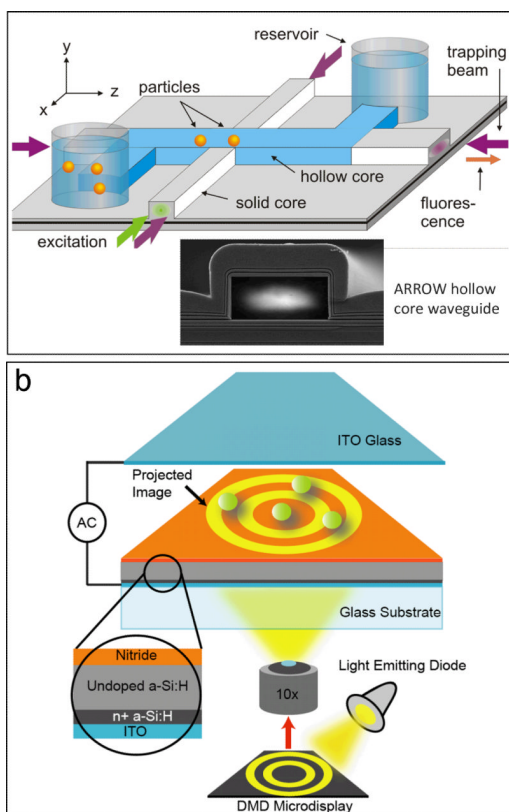 reservoir
trapping
beam
y
x
z
particles
hollow core
solid core
fluores-
cence
excitation
ARROW hollow
core waveguide
b
ITO Glass
Projected
Image
AC
Glass Substrate
Nitride
Undoped a-Si:H
n+ a-Si:H
ITO
10x
Light Emitting Diode
DMD Microdisplay